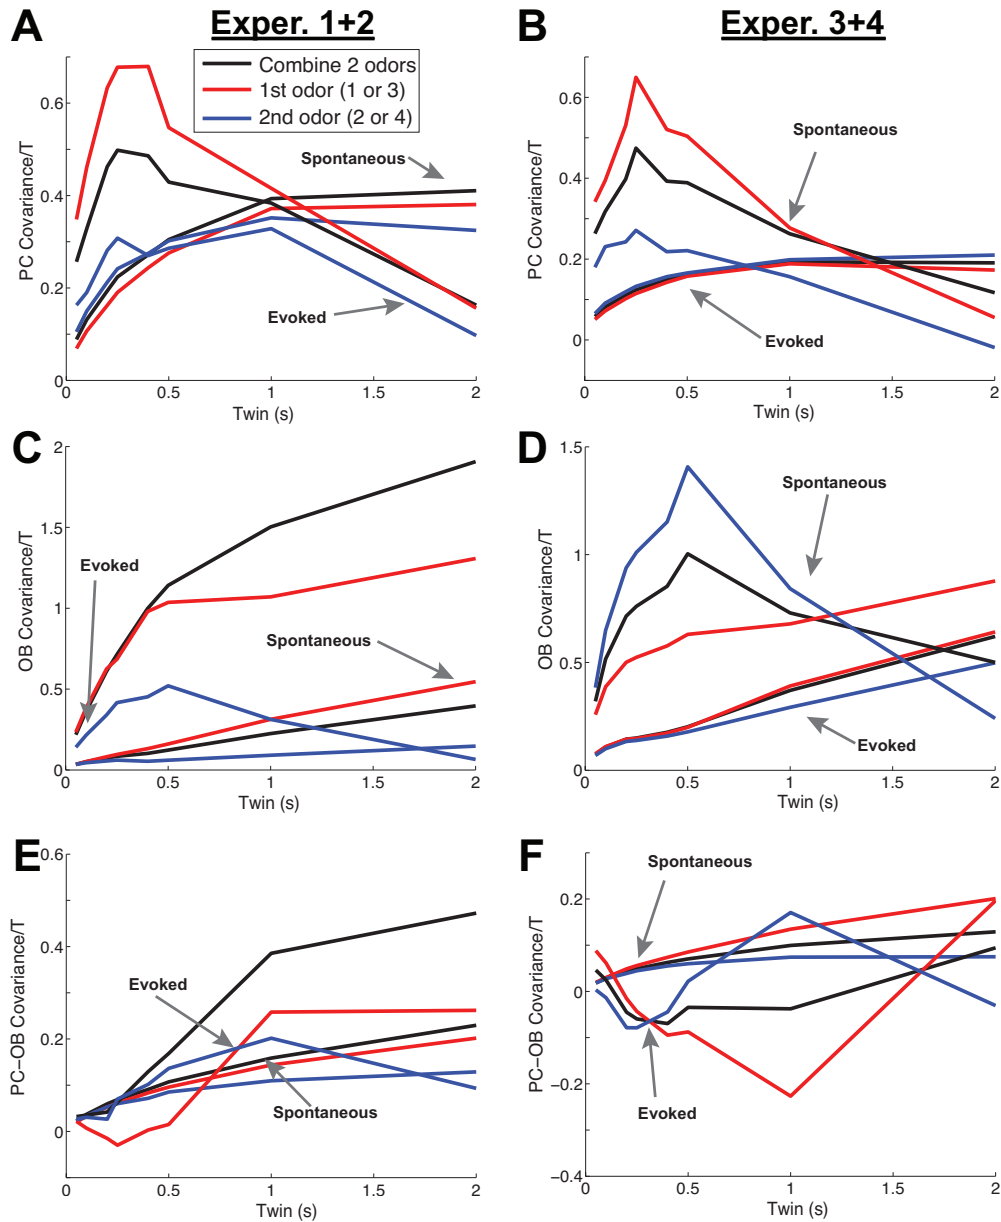 Exper. 1+2
Exper. 3+4
A
B
Combine 2 odors
1st odor (1 or 3)
2nd odor (2 or 4)
PC Covariance/T
0.6
0.4
0.2
0
Spontaneous
Evoked
0
0.5
1
1.5
2
Twin (s)
PC Covariance/T
0.6
0.4
0.2
0
Spontaneous
Evoked
0
0.5
1
1.5
2
Twin (s)
C
OB Covariance/T
2
1.5
1
0.5
0
Evoked
Spontaneous
0
0.5
1
1.5
2
Twin (s)
D
OB Covariance/T
1.5
1
0.5
0
Spontaneous
Evoked
0
0.5
1
1.5
2
Twin (s)
E
PC–OB Covariance/T
0.6
0.4
0.2
0
Evoked
Spontaneous
0
0.5
1
1.5
2
Twin (s)
F
PC–OB Covariance/T
0.2
0
−0.2
−0.4
Spontaneous
Evoked
0
0.5
1
1.5
2
Twin (s)